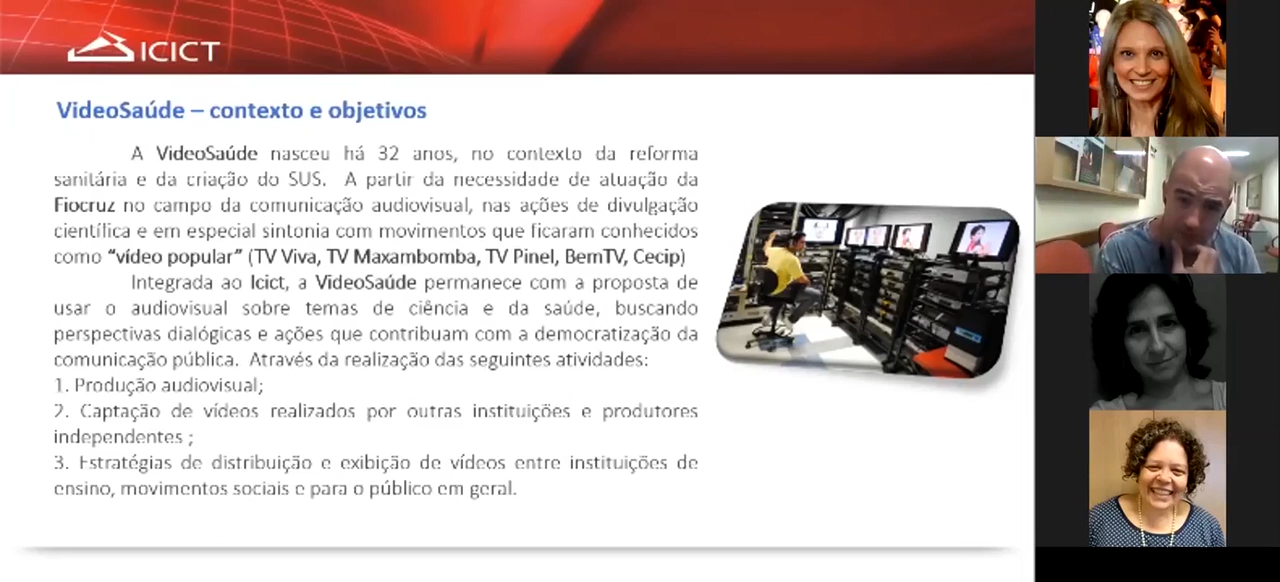 ICICT
VideoSaúde – contexto e objetivos
A VideoSaúde nasceu há 32 anos, no contexto da reforma
sanitária e da criação do SUS. A partir da necessidade de atuação da
Fiocruz no campo da comunicação audiovisual, nas ações de divulgação
científica e em especial sintonia com movimentos que ficaram conhecidos
como “vídeo popular” (TV Viva, TV Maxambomba, TV Pinel, BemTV, Cecip)
Integrada ao Icict, a VideoSaúde permanece com a proposta de
usar o audiovisual sobre temas de ciência e da saúde, buscando
perspectivas dialógicas e ações que contribuam com a democratização da
comunicação pública. Através da realização das seguintes atividades:
1. Produção audiovisual;
2. Captação de vídeos realizados por outras instituições e produtores
independentes ;
3. Estratégias de distribuição e exibição de vídeos entre instituições de
ensino, movimentos sociais e para o público em geral.